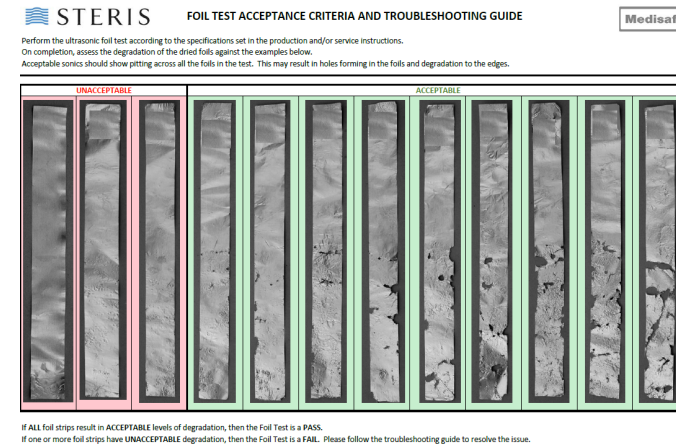 STERIS
FOIL TEST ACCEPTANCE CRITERIA AND TROUBLESHOOTING GUIDE
Medisaf
Perform the ultrasonic foil test according to the specifications set in the production and/or service instructions.
On completion, assess the degradation of the dried foils against the examples below.
Acceptable sonics should show pitting across all the foils in the test. This may result in holes forming in the foils and degradation to the edges.
UNACCEPTABLE
ACCEPTABLE
If ALL foil strips result in ACCEPTABLE levels of degradation, then the Foil Test is a PASS.
If one or more foil strips have UNACCEPTABLE degradation, then the Foil Test is a FAIL. Please follow the troubleshooting guide to resolve the issue.